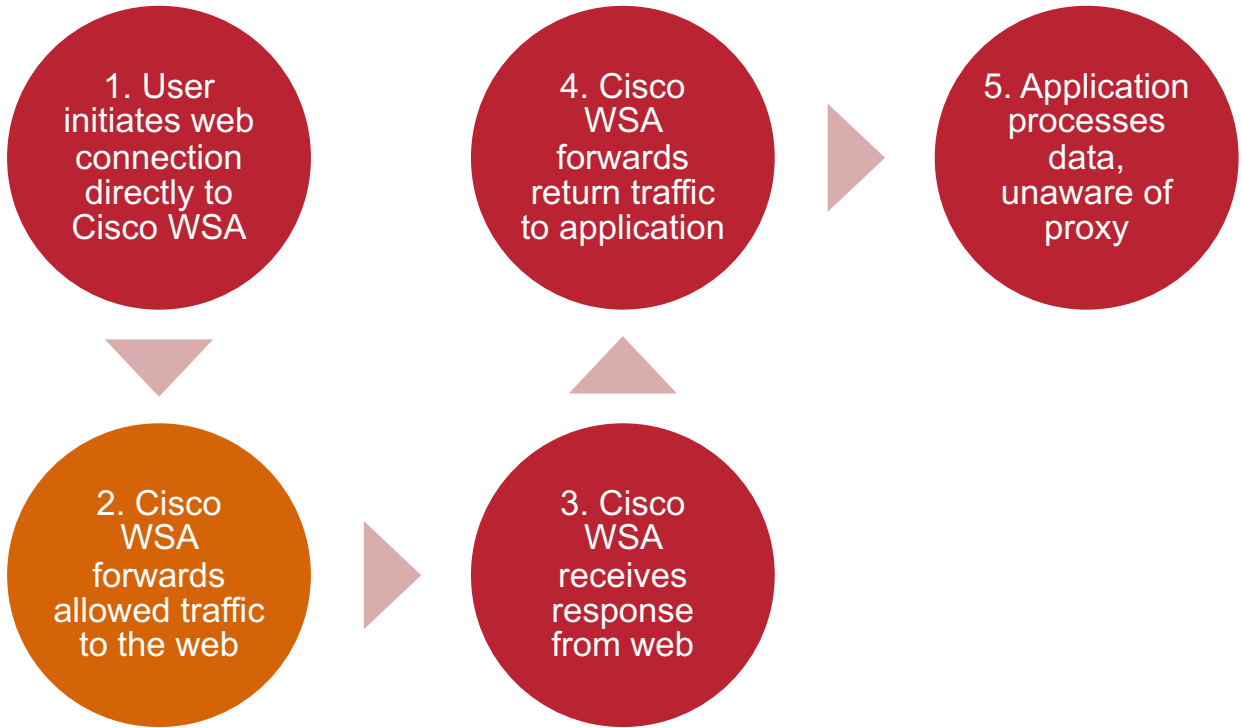 1. User
initiates web
connection
directly to
Cisco WSA
2. Cisco
WSA
forwards
allowed traffic
to the web
3. Cisco
WSA
receives
response
from web
4. Cisco
WSA
forwards
return traffic
to application
5. Application
processes
data,
unaware of
proxy